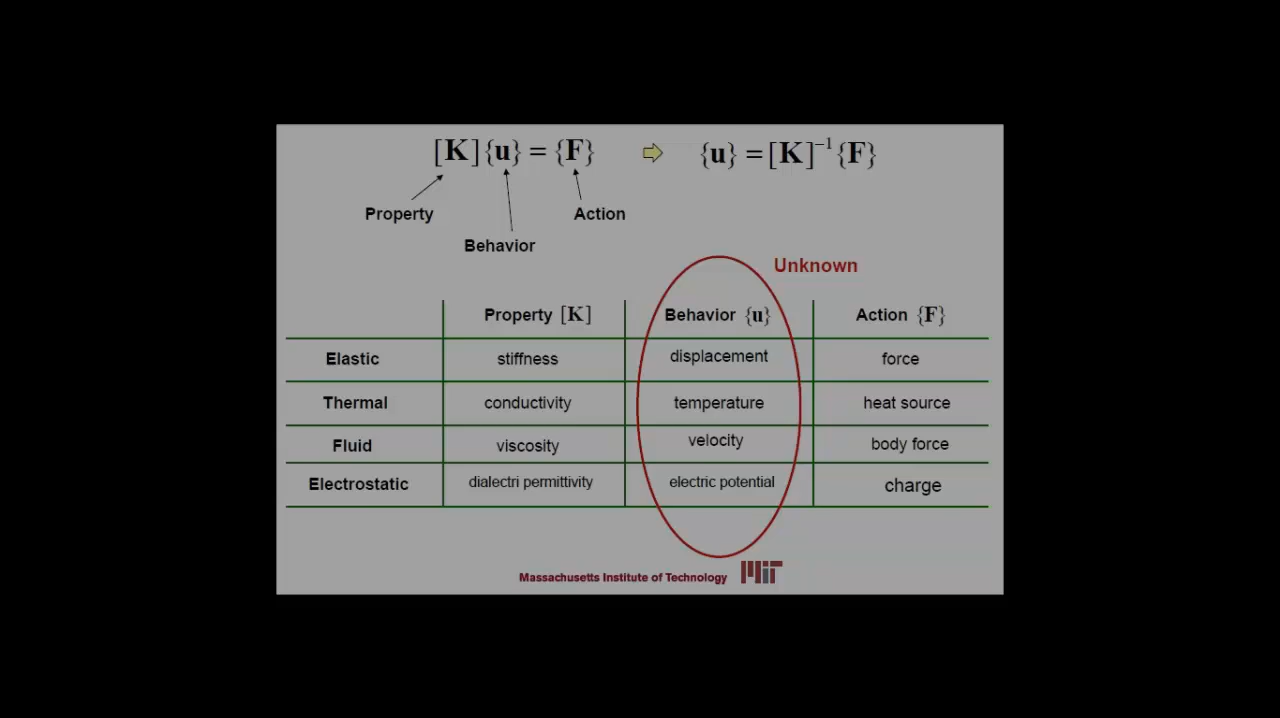 [K]{u} = {F} ⇨ {u} = [K]⁻¹{F}
Property
Action
Behavior
Unknown
Property [K] Behavior {u} Action {F}
Elastic stiffness displacement force
Thermal conductivity temperature heat source
Fluid viscosity velocity body force
Electrostatic dialectri permittivity electric potential charge
Massachusetts Institute of Technology MIT